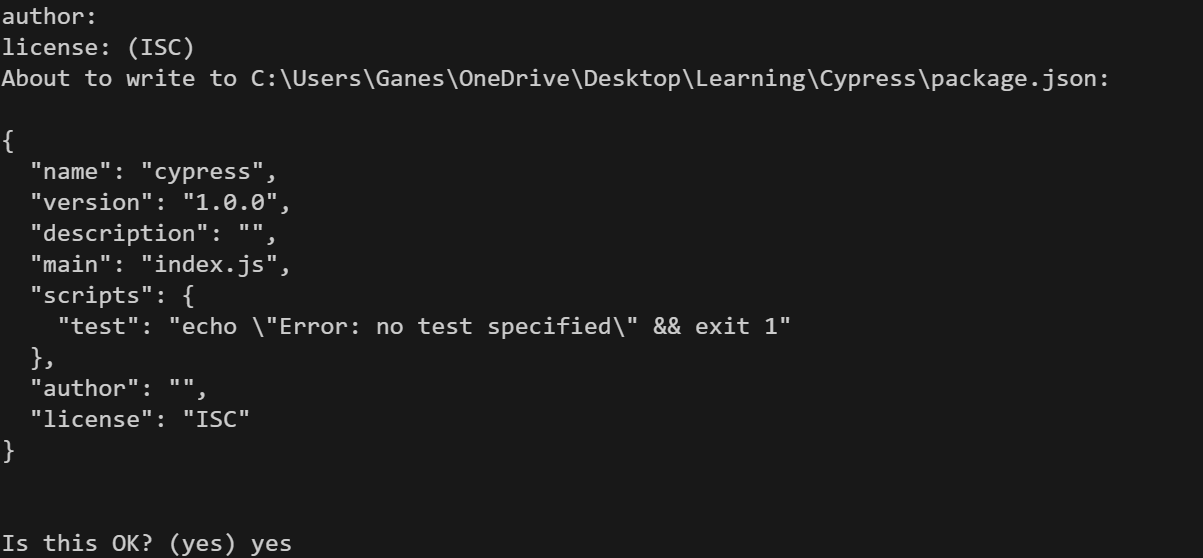 author:
license: (ISC)
About to write to C:\Users\Ganes\OneDrive\Desktop\Learning\Cypress\package.json:

{
  "name": "cypress",
  "version": "1.0.0",
  "description": "",
  "main": "index.js",
  "scripts": {
    "test": "echo \"Error: no test specified\" && exit 1"
  },
  "author": "",
  "license": "ISC"
}

Is this OK? (yes) yes